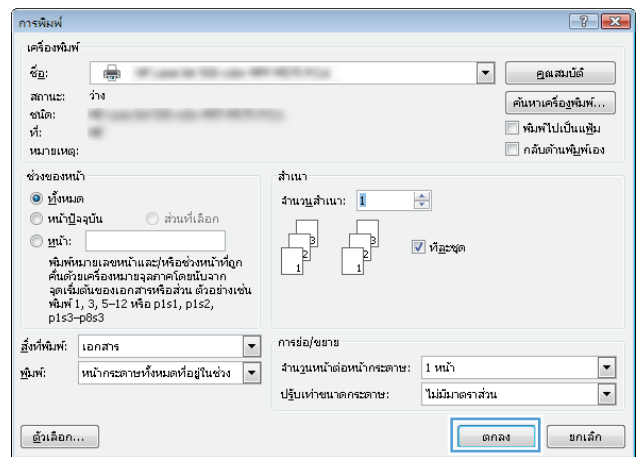 การพิมพ์
เครื่องพิมพ์
ชื่อ:
คุณสมบัติ
สถานะ: ว่าง
ค้นหาเครื่องพิมพ์...
ชนิด:
ที่:
พิมพ์ไปเป็นแฟ้ม
หมายเหตุ:
กลับด้านพิมพ์เอง
ช่วงของหน้า
ทั้งหมด
หน้าปัจจุบัน ส่วนที่เลือก
หน้า:
พิมพ์หมายเลขหน้าและ/หรือช่วงหน้าที่ถูก
คั่นด้วยเครื่องหมายจุลภาคโดยนับจาก
จุดเริ่มต้นของเอกสารหรือส่วน ตัวอย่างเช่น
พิมพ์ 1, 3, 5–12 หรือ p1s1, p1s2,
p1s3–p8s3
สำเนา
จำนวนสำเนา: 1
3 3
2 2
1 1
ทีละชุด
สิ่งที่พิมพ์: เอกสาร
พิมพ์: หน้ากระดาษทั้งหมดที่อยู่ในช่วง
การย่อ/ขยาย
จำนวนหน้าต่อหน้ากระดาษ: 1 หน้า
ปรับเท่าขนาดกระดาษ: ไม่มีมาตราส่วน
ตัวเลือก...
ตกลง
ยกเลิก